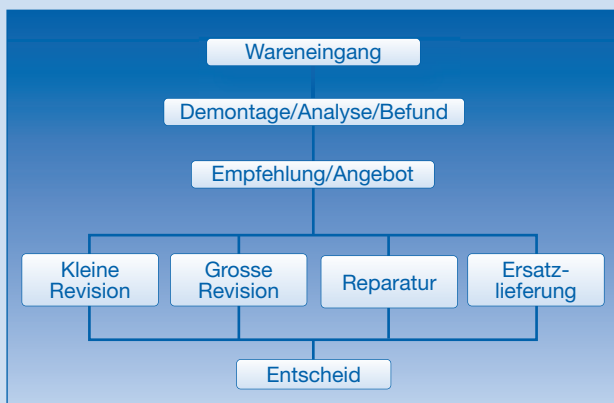 Wareneingang
Demontage/Analyse/Befund
Empfehlung/Angebot
Kleine
Revision
Grosse
Revision
Reparatur
Ersatz-
lieferung
Entscheid